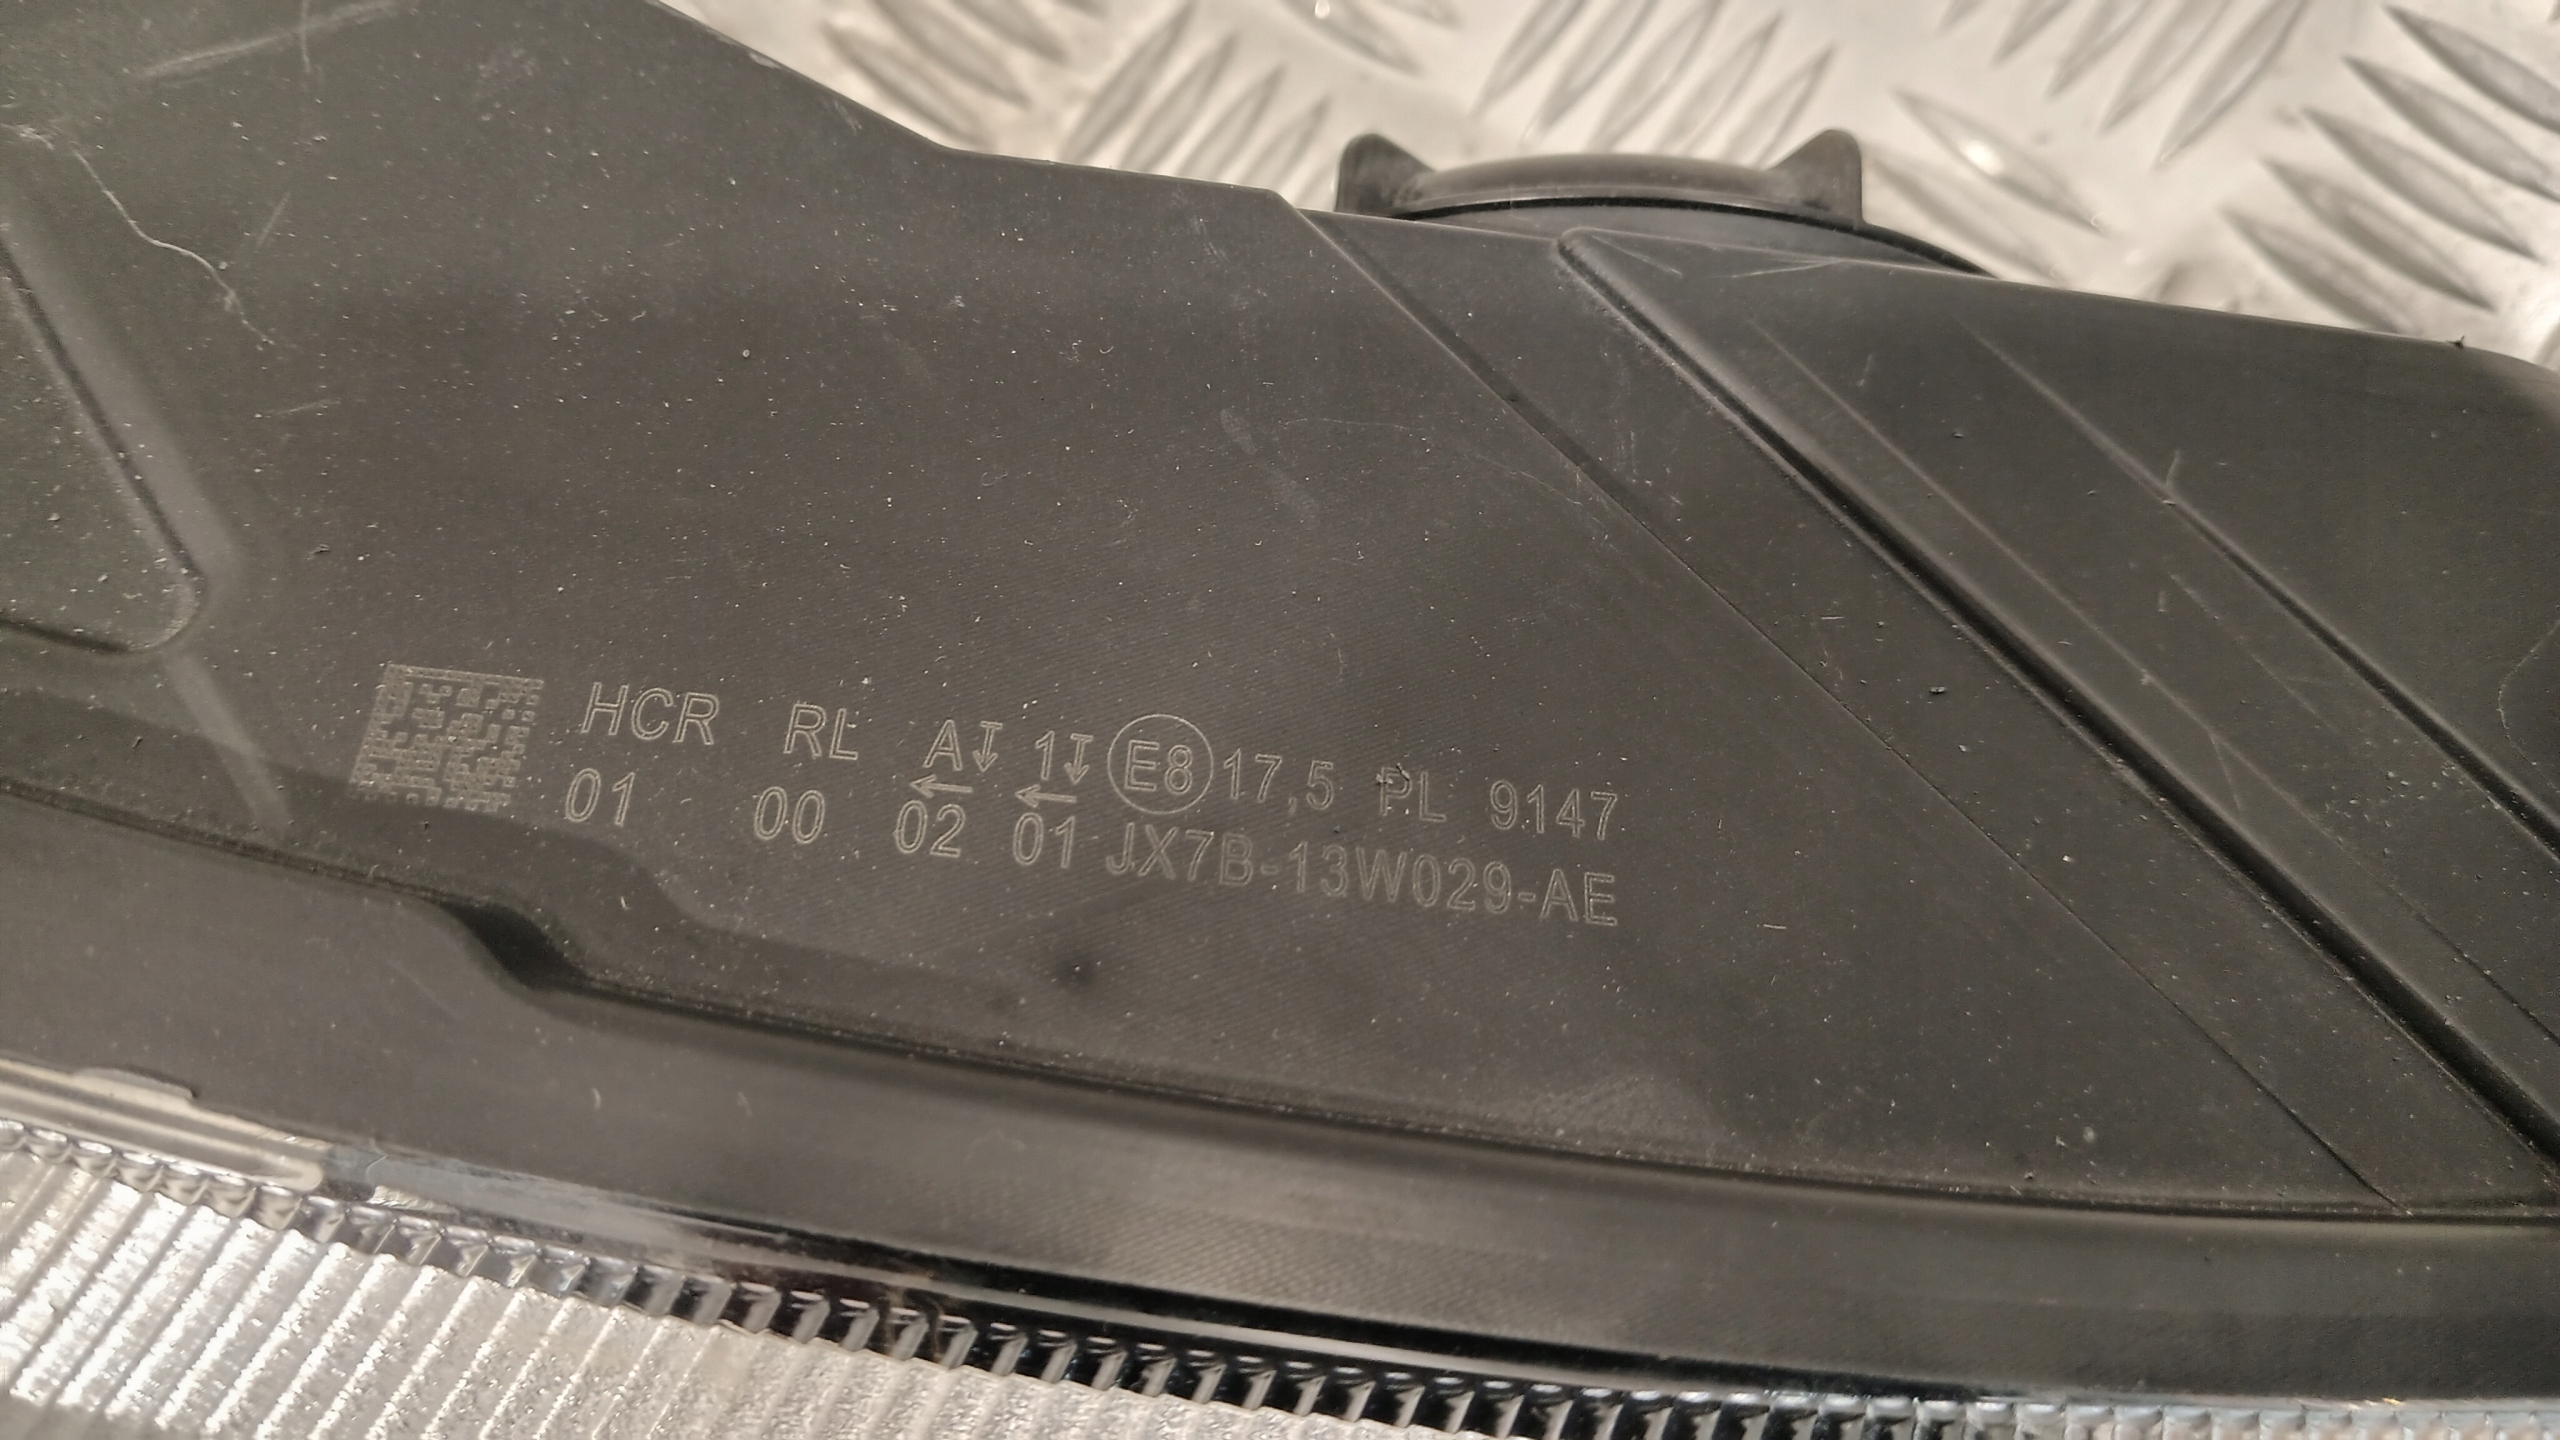 HCR RL A↧ 1↧ E8 17,5 PL 9147
← ←
01 00 02 01 JX7B-13W029-AE